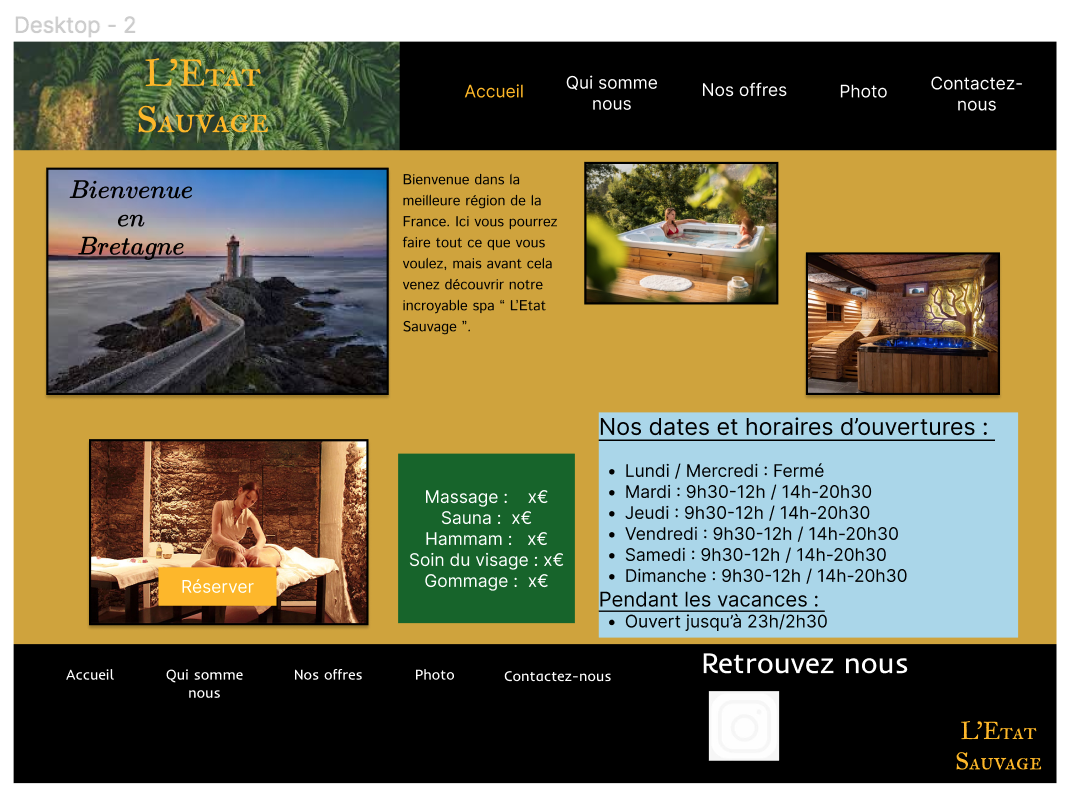 Desktop - 2
L'Etat
Sauvage
Accueil
Qui somme
nous
Nos offres
Photo
Contactez-
nous
Bienvenue
en
Bretagne
Bienvenue dans la
meilleure région de la
France. Ici vous pourrez
faire tout ce que vous
voulez, mais avant cela
venez découvrir notre
incroyable spa “ L'Etat
Sauvage ”.
Réserver
Massage : x€
Sauna : x€
Hammam : x€
Soin du visage : x€
Gommage : x€
Nos dates et horaires d’ouvertures :
• Lundi / Mercredi : Fermé
• Mardi : 9h30-12h / 14h-20h30
• Jeudi : 9h30-12h / 14h-20h30
• Vendredi : 9h30-12h / 14h-20h30
• Samedi : 9h30-12h / 14h-20h30
• Dimanche : 9h30-12h / 14h-20h30
Pendant les vacances :
• Ouvert jusqu’à 23h/2h30
Accueil
Qui somme
nous
Nos offres
Photo
Contactez-nous
Retrouvez nous
L'Etat
Sauvage